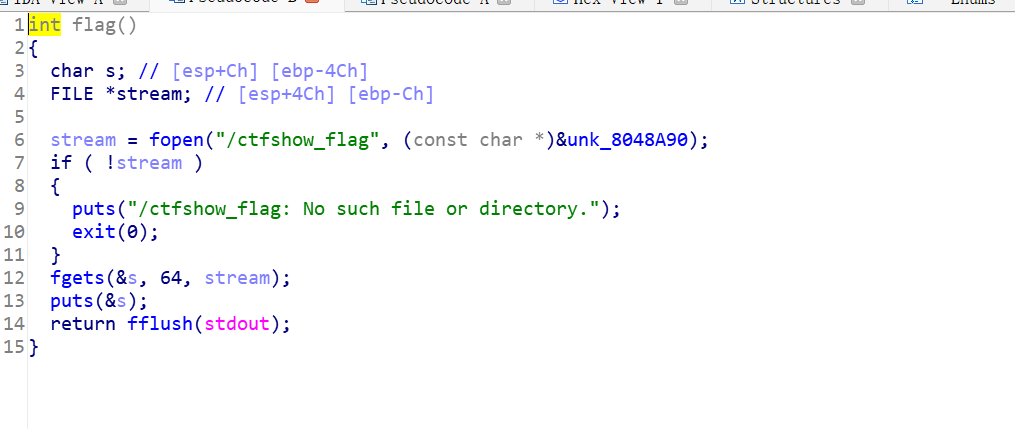 IDA View-A Pseudocode-B Pseudocode-A Hex View-1 Structures Enums
1 int flag()
2 {
3 char s; // [esp+Ch] [ebp-4Ch]
4 FILE *stream; // [esp+4Ch] [ebp-Ch]
5
6 stream = fopen("/ctfshow_flag", (const char *)&unk_8048A90);
7 if ( !stream )
8 {
9 puts("/ctfshow_flag: No such file or directory.");
10 exit(0);
11 }
12 fgets(&s, 64, stream);
13 puts(&s);
14 return fflush(stdout);
15 }